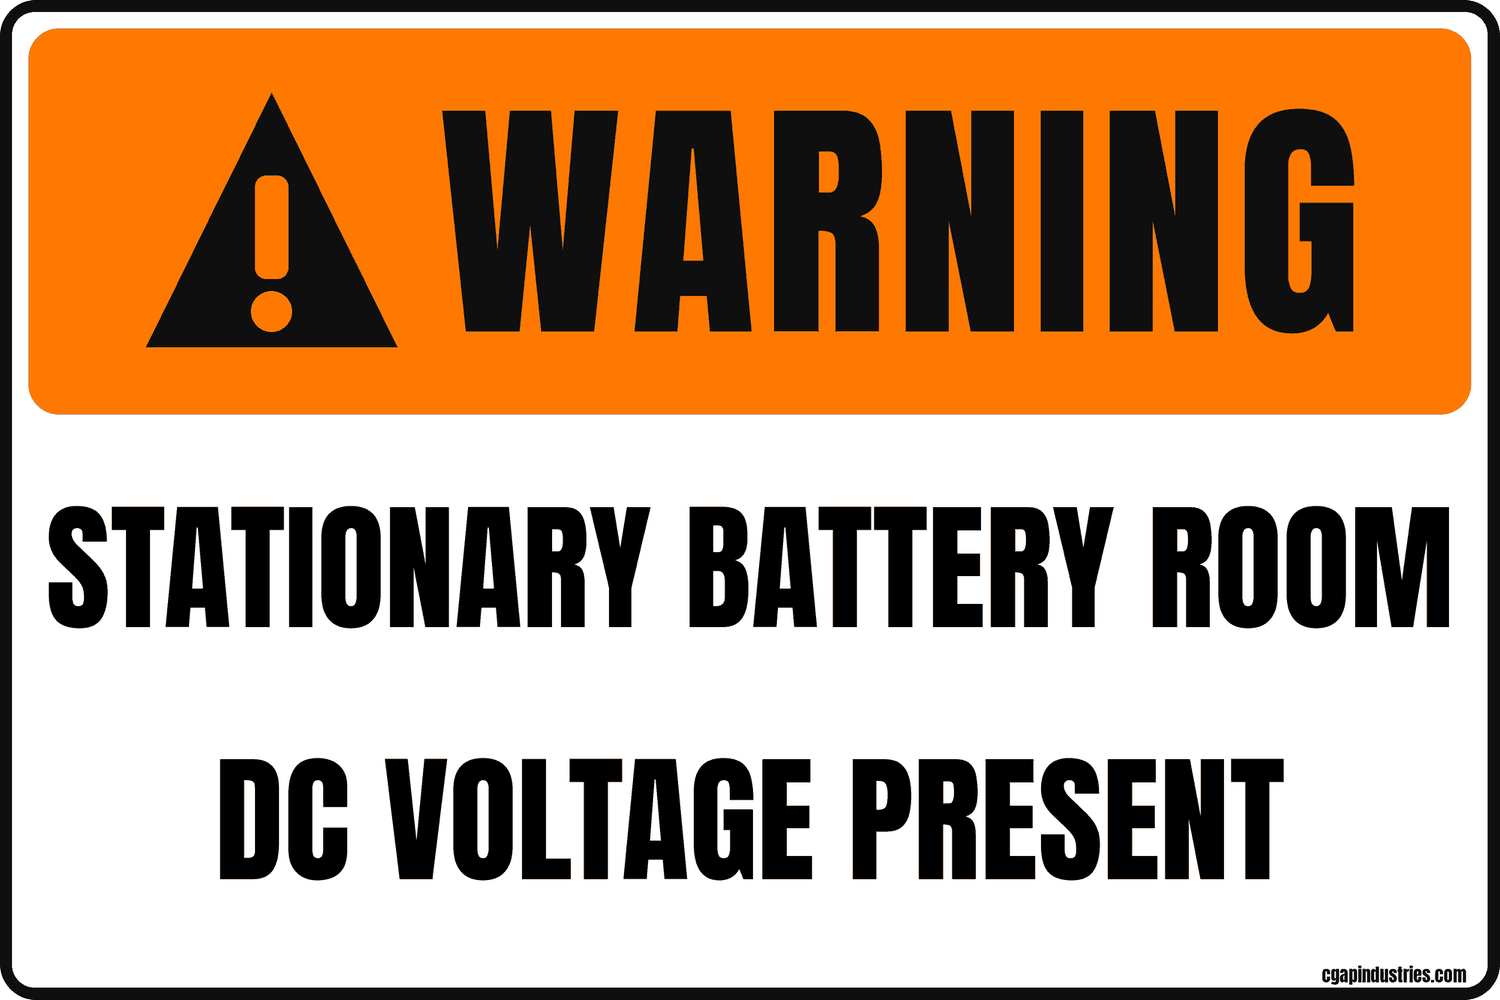 WARNING
STATIONARY BATTERY ROOM
DC VOLTAGE PRESENT
cgapindustries.com